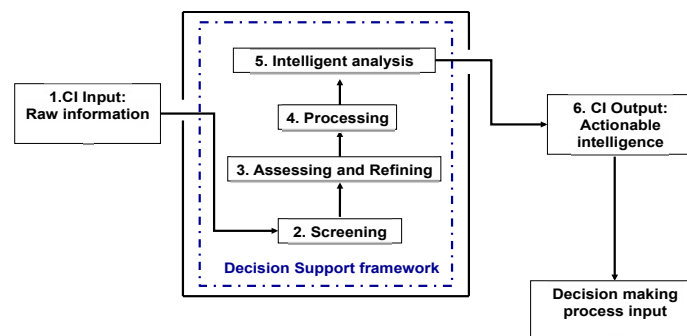 1.CI Input:
Raw information
2. Screening
3. Assessing and Refining
4. Processing
5. Intelligent analysis
Decision Support framework
6. CI Output:
Actionable
intelligence
Decision making
process input